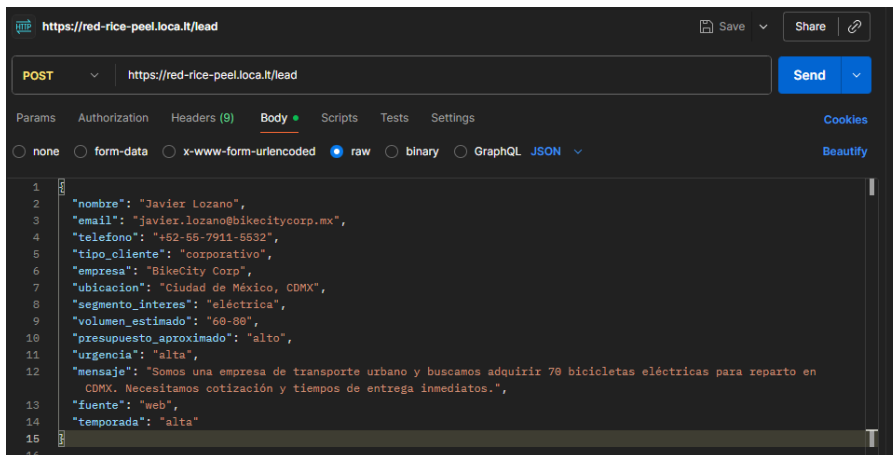 HTTP https://red-rice-peel.loca.lt/lead Save Share
POST https://red-rice-peel.loca.lt/lead Send
Params Authorization Headers (9) Body Scripts Tests Settings Cookies
none form-data x-www-form-urlencoded raw binary GraphQL JSON Beautify
1 {
2 "nombre": "Javier Lozano",
3 "email": "javier.lozano@bikecitycorp.mx",
4 "telefono": "+52-55-7911-5532",
5 "tipo_cliente": "corporativo",
6 "empresa": "BikeCity Corp",
7 "ubicacion": "Ciudad de México, CDMX",
8 "segmento_interes": "eléctrica",
9 "volumen_estimado": "60-80",
10 "presupuesto_aproximado": "alto",
11 "urgencia": "alta",
12 "mensaje": "Somos una empresa de transporte urbano y buscamos adquirir 70 bicicletas eléctricas para reparto en
CDMX. Necesitamos cotización y tiempos de entrega inmediatos.",
13 "fuente": "web",
14 "temporada": "alta"
15 }
16